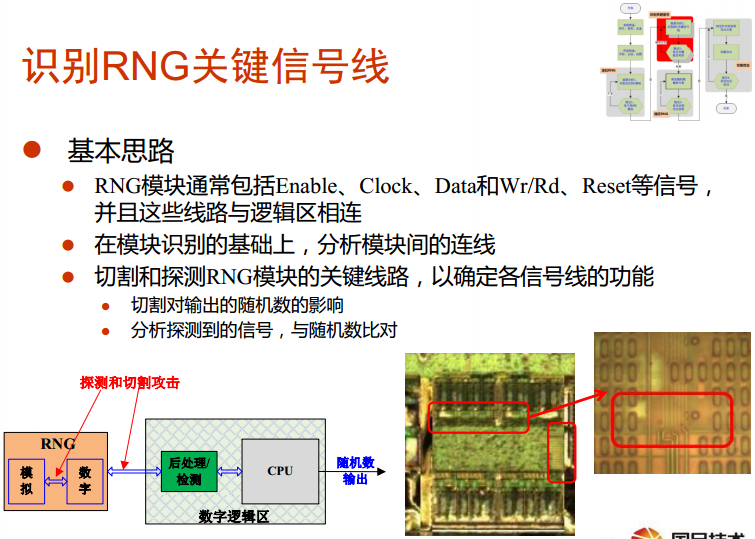 识别RNG关键信号线
基本思路
RNG模块通常包括Enable、Clock、Data和Wr/Rd、Reset等信号，
并且这些线路与逻辑区相连
在模块识别的基础上，分析模块间的连线
切割和探测RNG模块的关键线路，以确定各信号线的功能
切割对输出的随机数的影响
分析探测到的信号，与随机数比对
探测和切割攻击
RNG
模
拟
数
字
后处理/
检测
CPU
随机数
输出
数字逻辑区